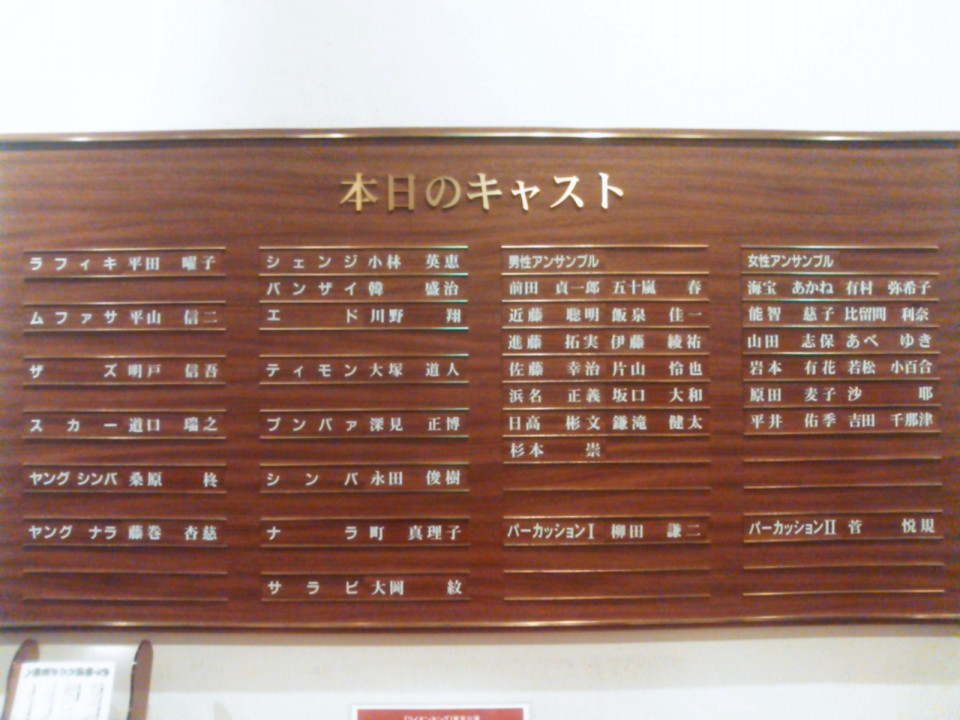 本日のキャスト
ラフィキ 平田 曜子
ムファサ 平山 信二
ザズ 明戸 信吾
スカー 道口 瑞之
ヤングシンバ 桑原 柊
ヤングナラ 藤巻 杏慈
シェンジ 小林 英恵
バンザイ 韓 盛治
エド 川野 翔
ティモン 大塚 道人
プンバァ 深見 正博
シンバ 永田 俊樹
ナラ 町 真理子
サラビ 大岡 紋
男性アンサンブル
前田 貞一郎 五十嵐 春
近藤 聡明 飯泉 佳一
進藤 拓実 伊藤 綾祐
佐藤 幸治 片山 怜也
浜名 正義 坂口 大和
日高 彬文 鎌滝 健太
杉本 崇
パーカッションⅠ 柳田 謙二
女性アンサンブル
海宝 あかね 有村 弥希子
能智 慈子 比留間 利奈
山田 志保 あべ ゆき
岩本 有花 若松 小百合
原田 麦子 沙耶
平井 佑季 吉田 千那津
パーカッションⅡ 菅 悦規